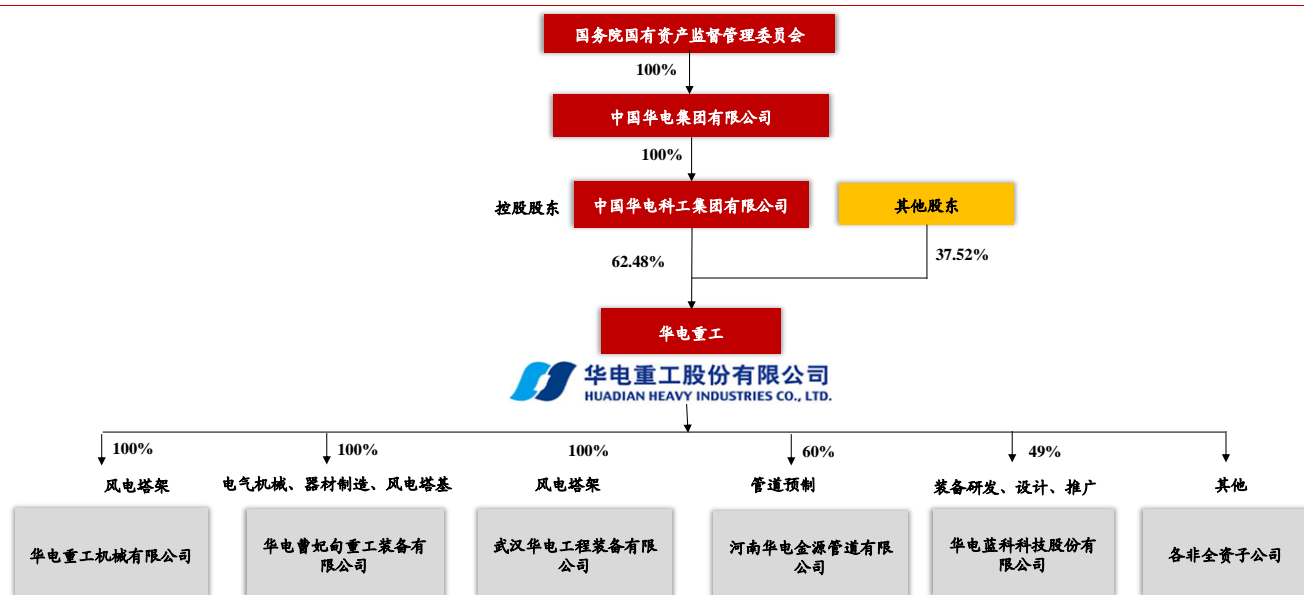 国务院国有资产监督管理委员会
100%
中国华电集团有限公司
100%
控股股东
中国华电科工集团有限公司
其他股东
62.48%
37.52%
华电重工
华电重工股份有限公司
HUADIAN HEAVY INDUSTRIES CO., LTD.
100%
100%
100%
60%
49%
风电塔架
电气机械、器材制造、风电塔基
风电塔架
管道预制
装备研发、设计、推广
其他
华电重工机械有限公司
华电曹妃甸重工装备有
限公司
武汉华电工程装备有限
公司
河南华电金源管道有限
公司
华电蓝科科技股份有
限公司
各非全资子公司